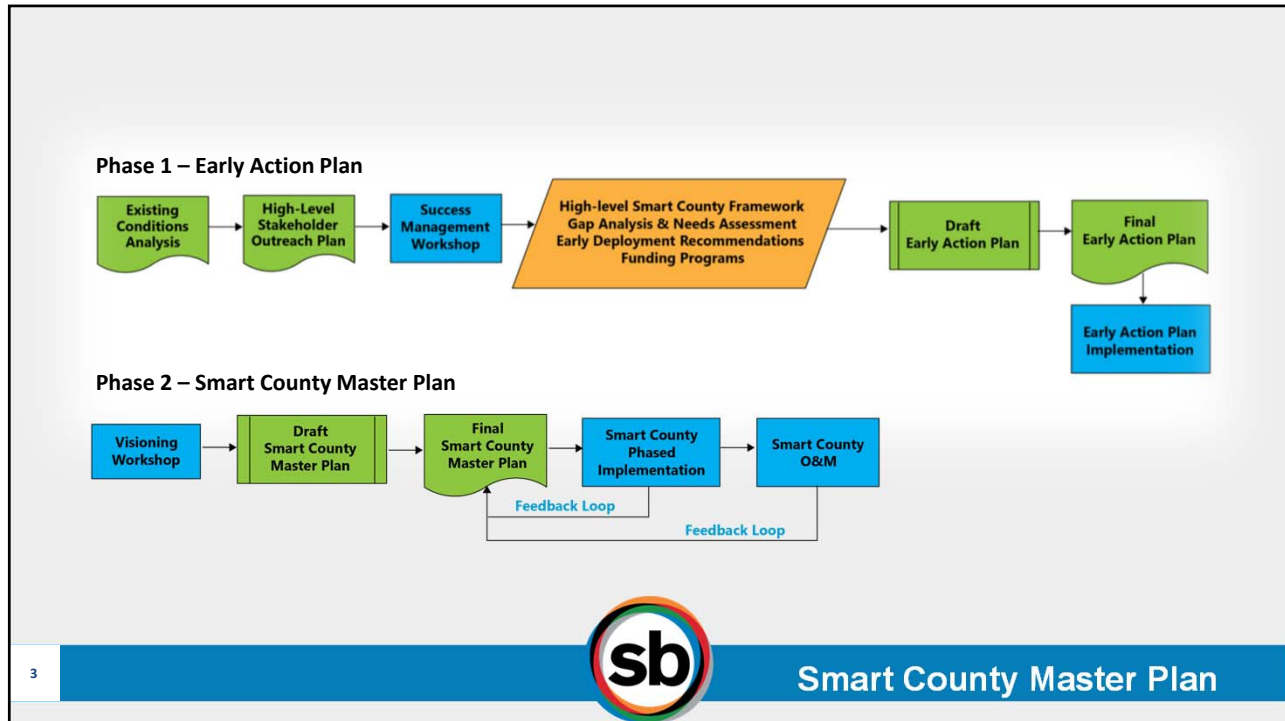 Phase 1 – Early Action Plan
Existing
Conditions
Analysis
High-Level
Stakeholder
Outreach Plan
Success
Management
Workshop
High-level Smart County Framework
Gap Analysis & Needs Assessment
Early Deployment Recommendations
Funding Programs
Draft
Early Action Plan
Final
Early Action Plan
Early Action Plan
Implementation
Phase 2 – Smart County Master Plan
Visioning
Workshop
Draft
Smart County
Master Plan
Final
Smart County
Master Plan
Smart County
Phased
Implementation
Smart County
O&M
Feedback Loop
Feedback Loop
3
sb
Smart County Master Plan